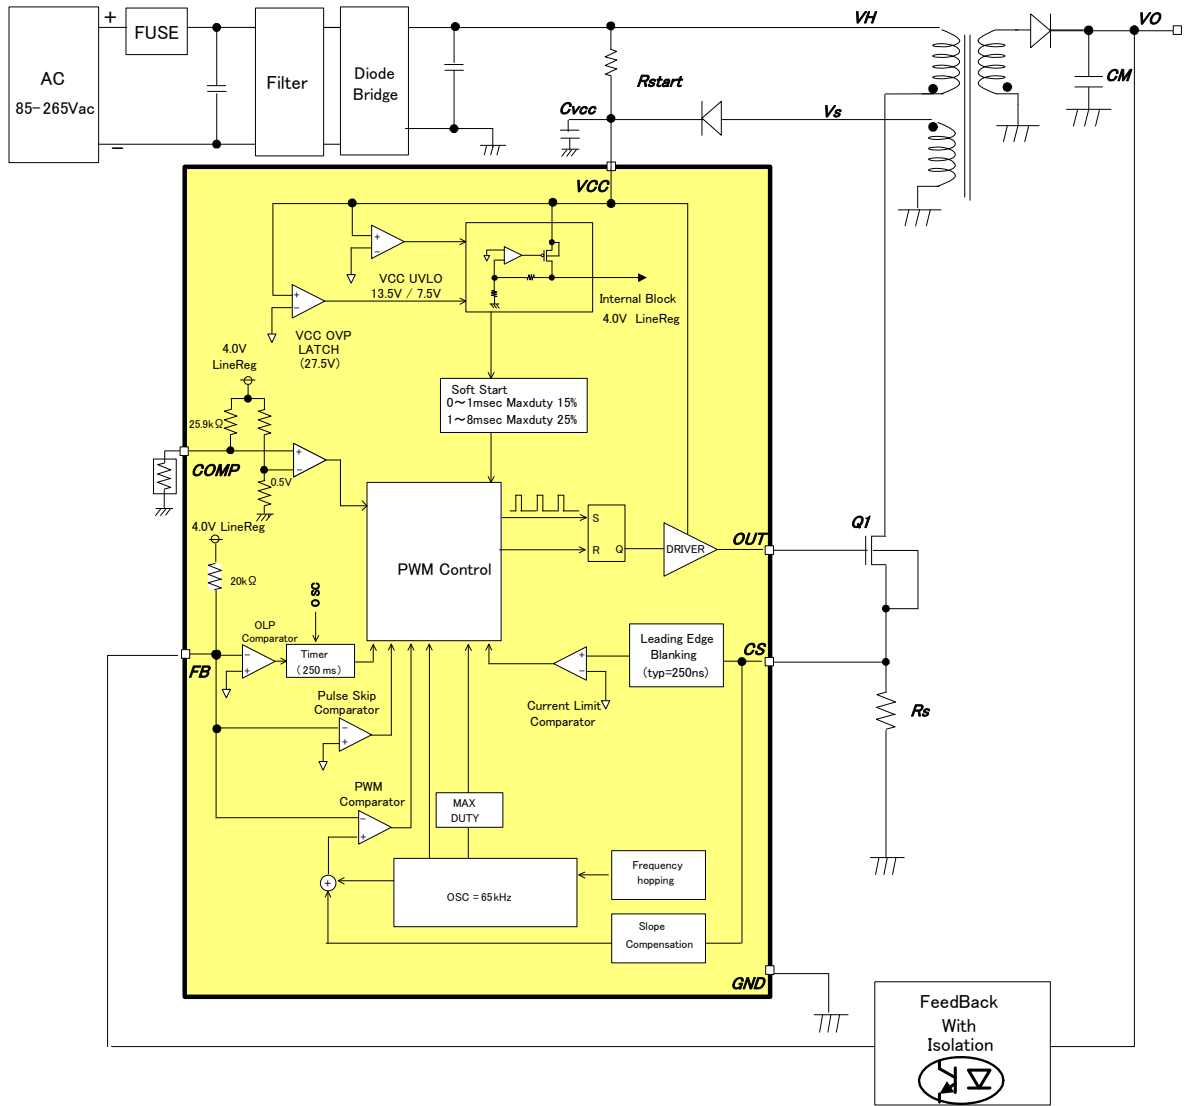 AC
85-265Vac
+
−
FUSE
Filter
Diode
Bridge
VH
Rstart
Cvcc
Vs
VO
CM
VCC
+
−
VCC UVLO
13.5V / 7.5V
+
−
VCC OVP
LATCH
(27.5V)
Internal Block
4.0V LineReg
4.0V
LineReg
25.9kΩ
COMP
+
−
0.5V
Soft Start
0～1msec Maxduty 15%
1～8msec Maxduty 25%
4.0V LineReg
20kΩ
PWM Control
S
R
Q
DRIVER
OUT
Q1
OSC
OLP
Comparator
−
+
Timer
(250 ms)
FB
Leading Edge
Blanking
(typ=250ns)
CS
+
−
Current Limit
Comparator
Rs
Pulse Skip
Comparator
−
+
PWM
Comparator
−
+
MAX
DUTY
+
OSC = 65kHz
Frequency
hopping
Slope
Compensation
GND
FeedBack
With
Isolation